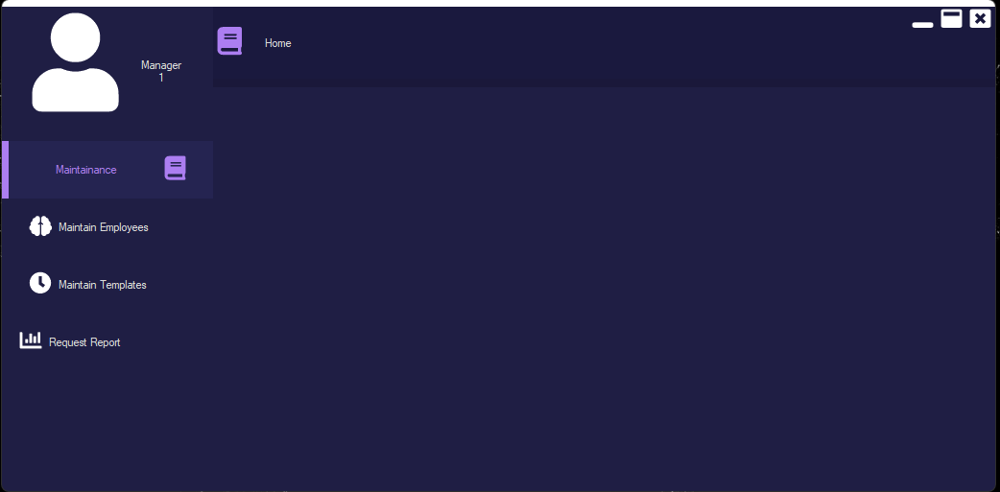 Manager
1
Home
Maintainance
Maintain Employees
Maintain Templates
Request Report